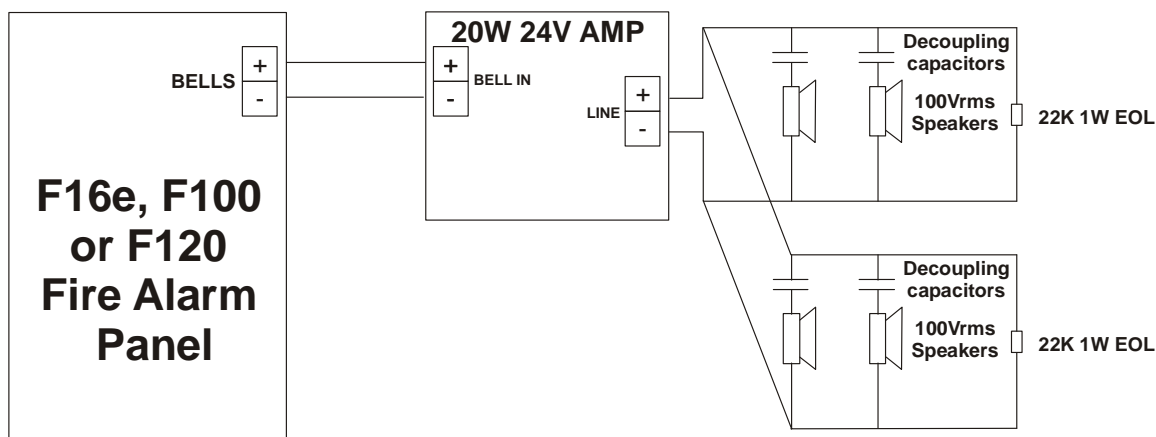 F16e, F100
or F120
Fire Alarm
Panel
BELLS
+
-
20W 24V AMP
+
-
BELL IN
LINE
+
-
Decoupling
capacitors
100Vrms
Speakers
22K 1W EOL
Decoupling
capacitors
100Vrms
Speakers
22K 1W EOL